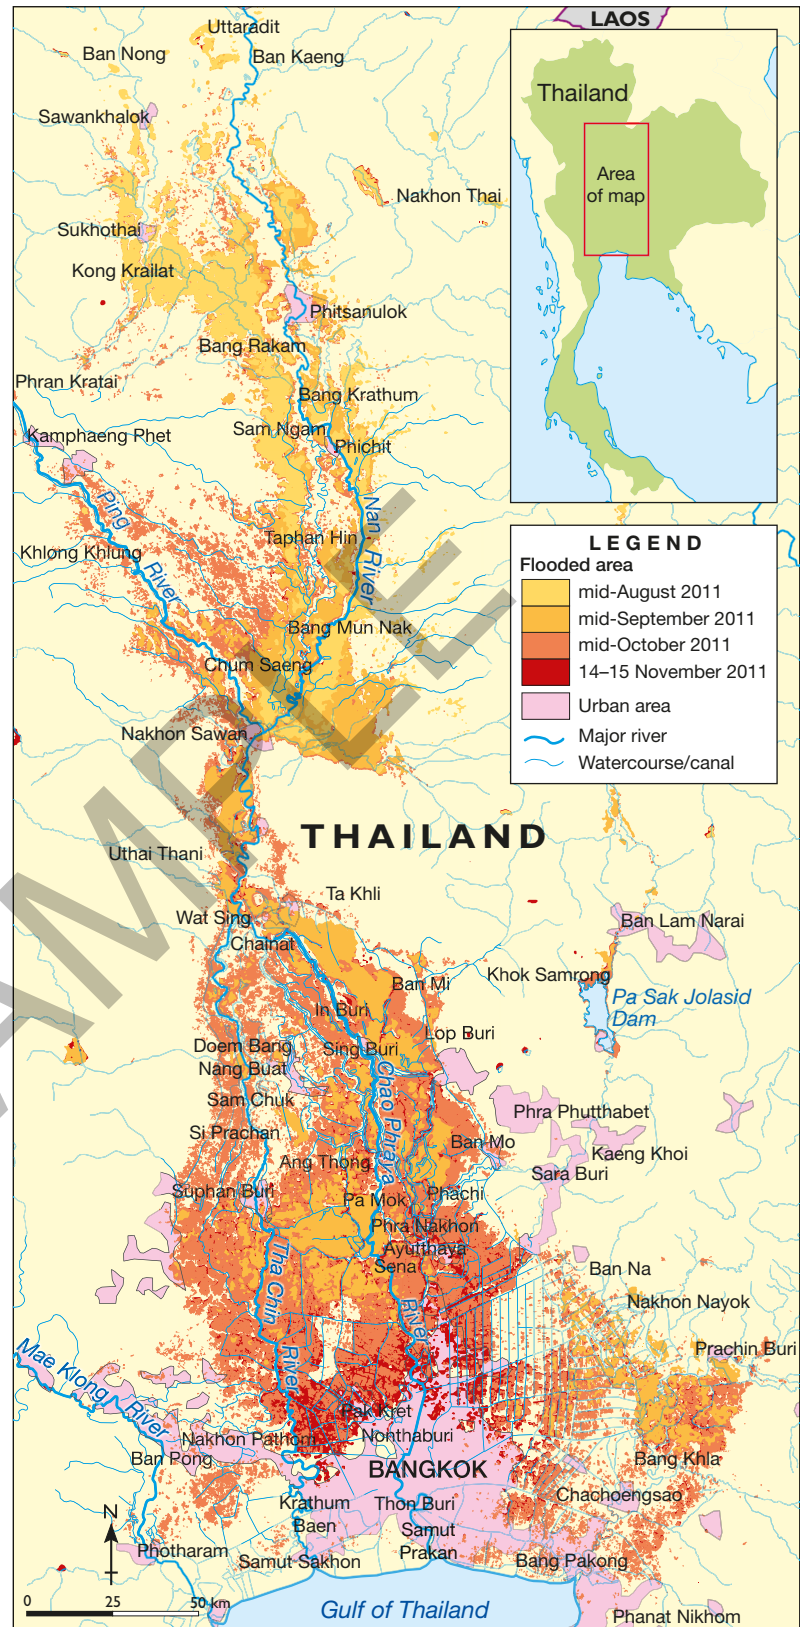 LAOS
Uttaradit
Ban Nong
Ban Kaeng
Sawankhalok
Thailand
Area
of map
Nakhon Thai
Sukhothai
Kong Krailat
Phitsanulok
Bang Rakam
Phran Kratai
Bang Krathum
Sam Ngam
Kamphaeng Phet
Phichit
Ping
River
Nan River
Taphan Hin
Khlong Khlung
Bang Mun Nak
Chum Saeng
Nakhon Sawan
LEGEND
Flooded area
mid-August 2011
mid-September 2011
mid-October 2011
14–15 November 2011
Urban area
Major river
Watercourse/canal
THAILAND
Uthai Thani
Ta Khli
Wat Sing
Chainat
Ban Lam Narai
Ban Mi
Khok Samrong
Pa Sak Jolasid
Dam
In Buri
Lop Buri
Doem Bang
Nang Buat
Sing Buri
Sam Chuk
Chao Phraya
River
Phra Phutthabet
Si Prachan
Ban Mo
Kaeng Khoi
Ang Thong
Sara Buri
Suphan Buri
Pa Mok
Phachi
Phra Nakhon
Ayutthaya
Sena
Tha Chin
River
Ban Na
Nakhon Nayok
Prachin Buri
Mae Klong
River
Pak Kret
Nakhon Pathom
Nonthaburi
Ban Pong
BANGKOK
Bang Khla
Krathum
Baen
Thon Buri
Chachoengsao
Samut
Prakan
N
Photharam
Samut Sakhon
Bang Pakong
0 25 50 km
Gulf of Thailand
Phanat Nikhom
SAMPLE